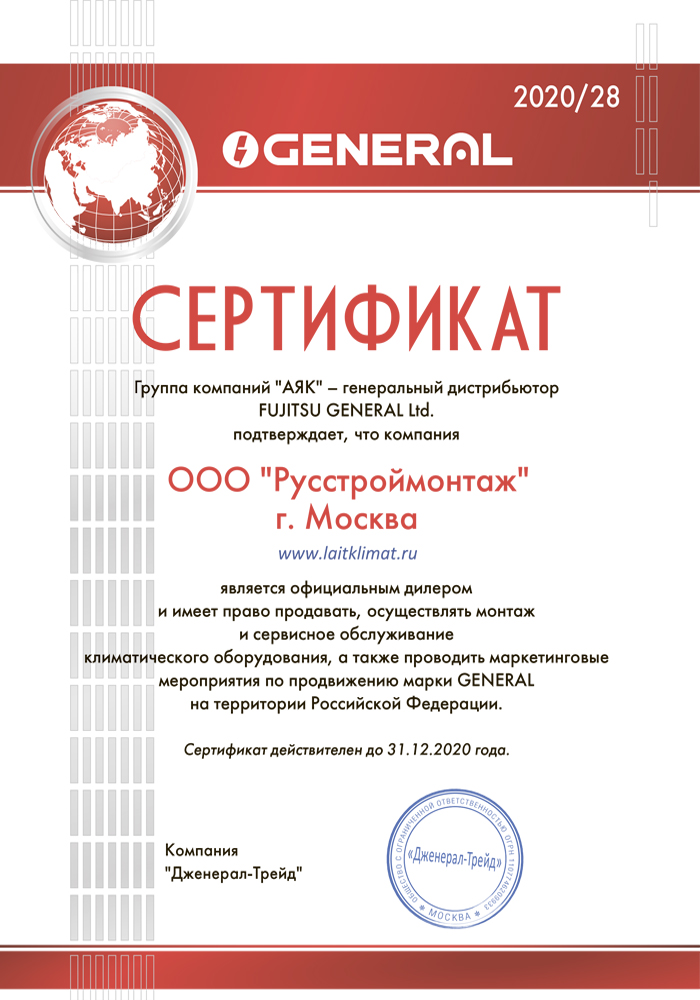 2020/28
GENERAL
СЕРТИФИКАТ
Группа компаний "АЯК" – генеральный дистрибьютор
FUJITSU GENERAL Ltd.
подтверждает, что компания
ООО "Русстроймонтаж"
г. Москва
www.laitklimat.ru
является официальным дилером
и имеет право продавать, осуществлять монтаж
и сервисное обслуживание
климатического оборудования, а также проводить маркетинговые
мероприятия по продвижению марки GENERAL
на территории Российской Федерации.
Сертификат действителен до 31.12.2020 года.
Компания
"Дженерал-Трейд"
ОБЩЕСТВО С ОГРАНИЧЕННОЙ ОТВЕТСТВЕННОСТЬЮ ОГРН
«Дженерал-Трейд»
* МОСКВА *